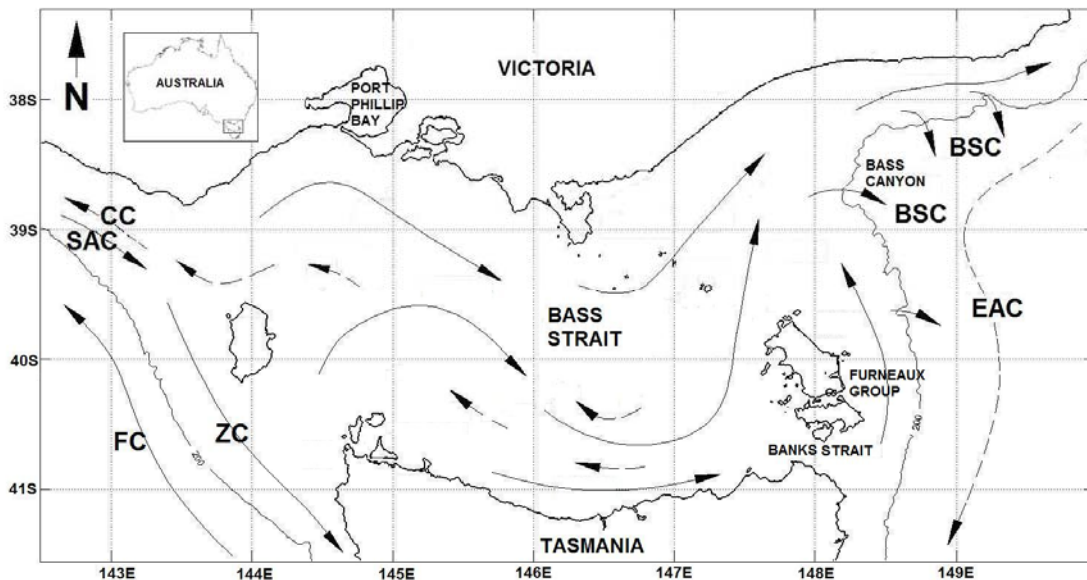 VICTORIA
AUSTRALIA
N
PORT
PHILLIP
BAY
38S
BSC
BASS
CANYON
BSC
CC
SAC
39S
EAC
BASS
STRAIT
40S
FURNEAUX
GROUP
FC
ZC
200
200
BANKS STRAIT
41S
TASMANIA
143E
144E
145E
146E
147E
148E
149E